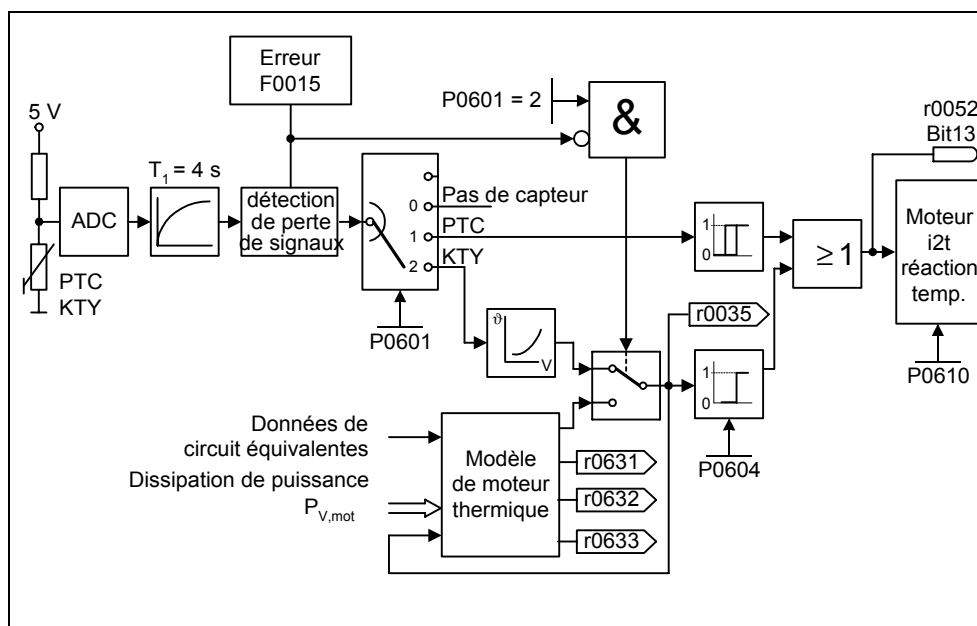 Erreur
F0015
P0601 = 2
&
r0052
Bit13
5 V
T1 = 4 s
ADC
détection
de perte
de signaux
Pas de capteur
0
PTC
1
KTY
2
PTC
KTY
P0601
1
0
≥ 1
Moteur
i2t
réaction
temp.
P0610
ϑ
V
r0035
1
0
P0604
Données de
circuit équivalentes
Dissipation de puissance
PV,mot
Modèle
de moteur
thermique
r0631
r0632
r0633